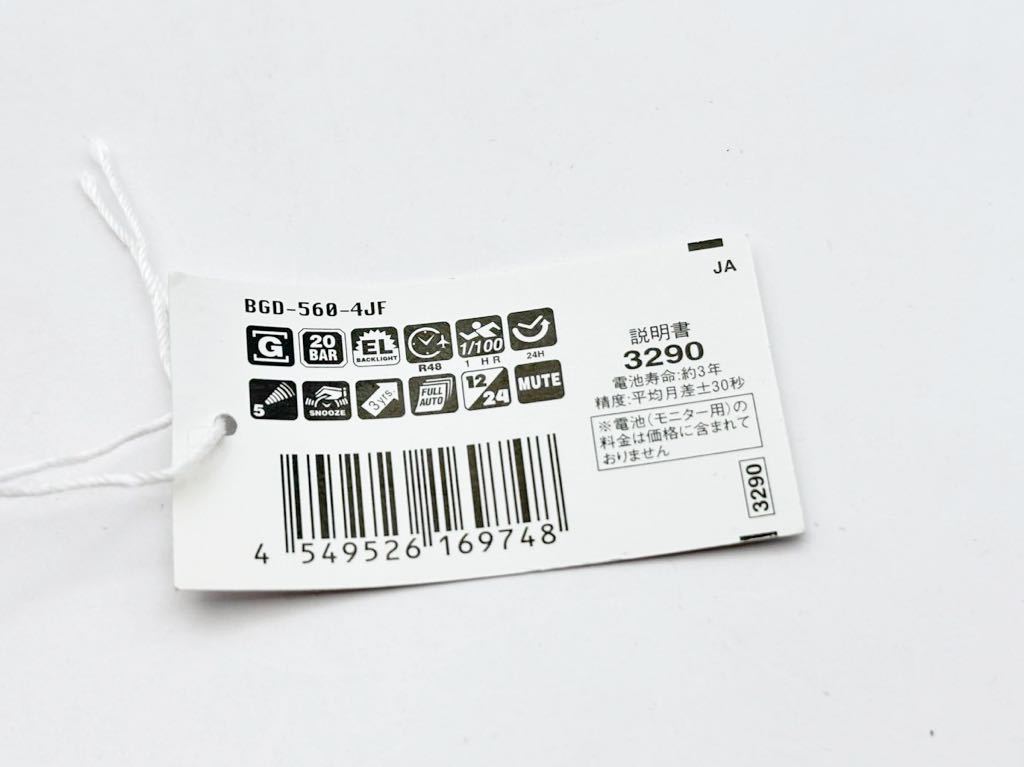 BGD-560-4JF
G
20
BAR
EL
BACKLIGHT
R48
1/100
1 HR
24H
5
SNOOZE
3yrs.
FULL
AUTO
12/24
MUTE
4 549526 169748
JA
説明書
3290
電池寿命:約3年
精度:平均月差±30秒
※電池(モニター用)の
料金は価格に含まれて
おりません
3290